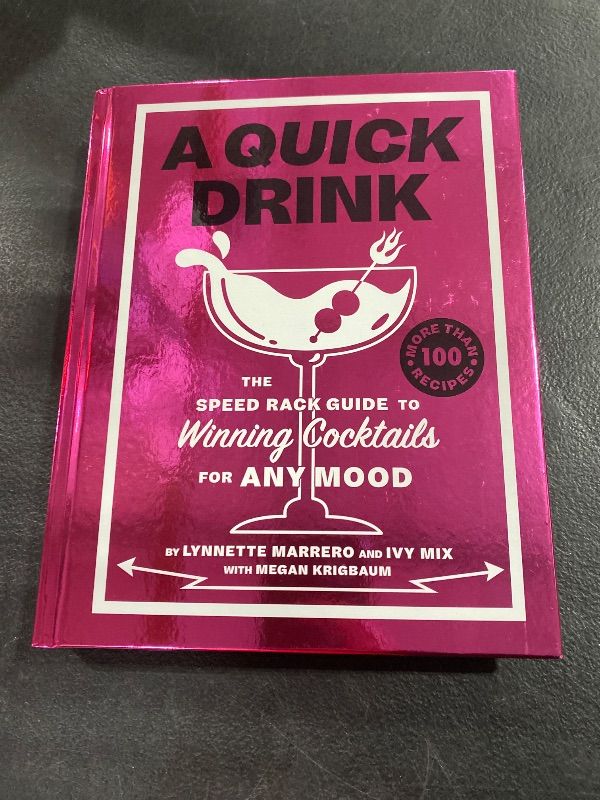 A QUICK
DRINK
• MORE THAN •
100
RECIPES
THE
SPEED RACK GUIDE TO
Winning Cocktails
FOR ANY MOOD
BY LYNNETTE MARRERO AND IVY MIX
WITH MEGAN KRIGBAUM